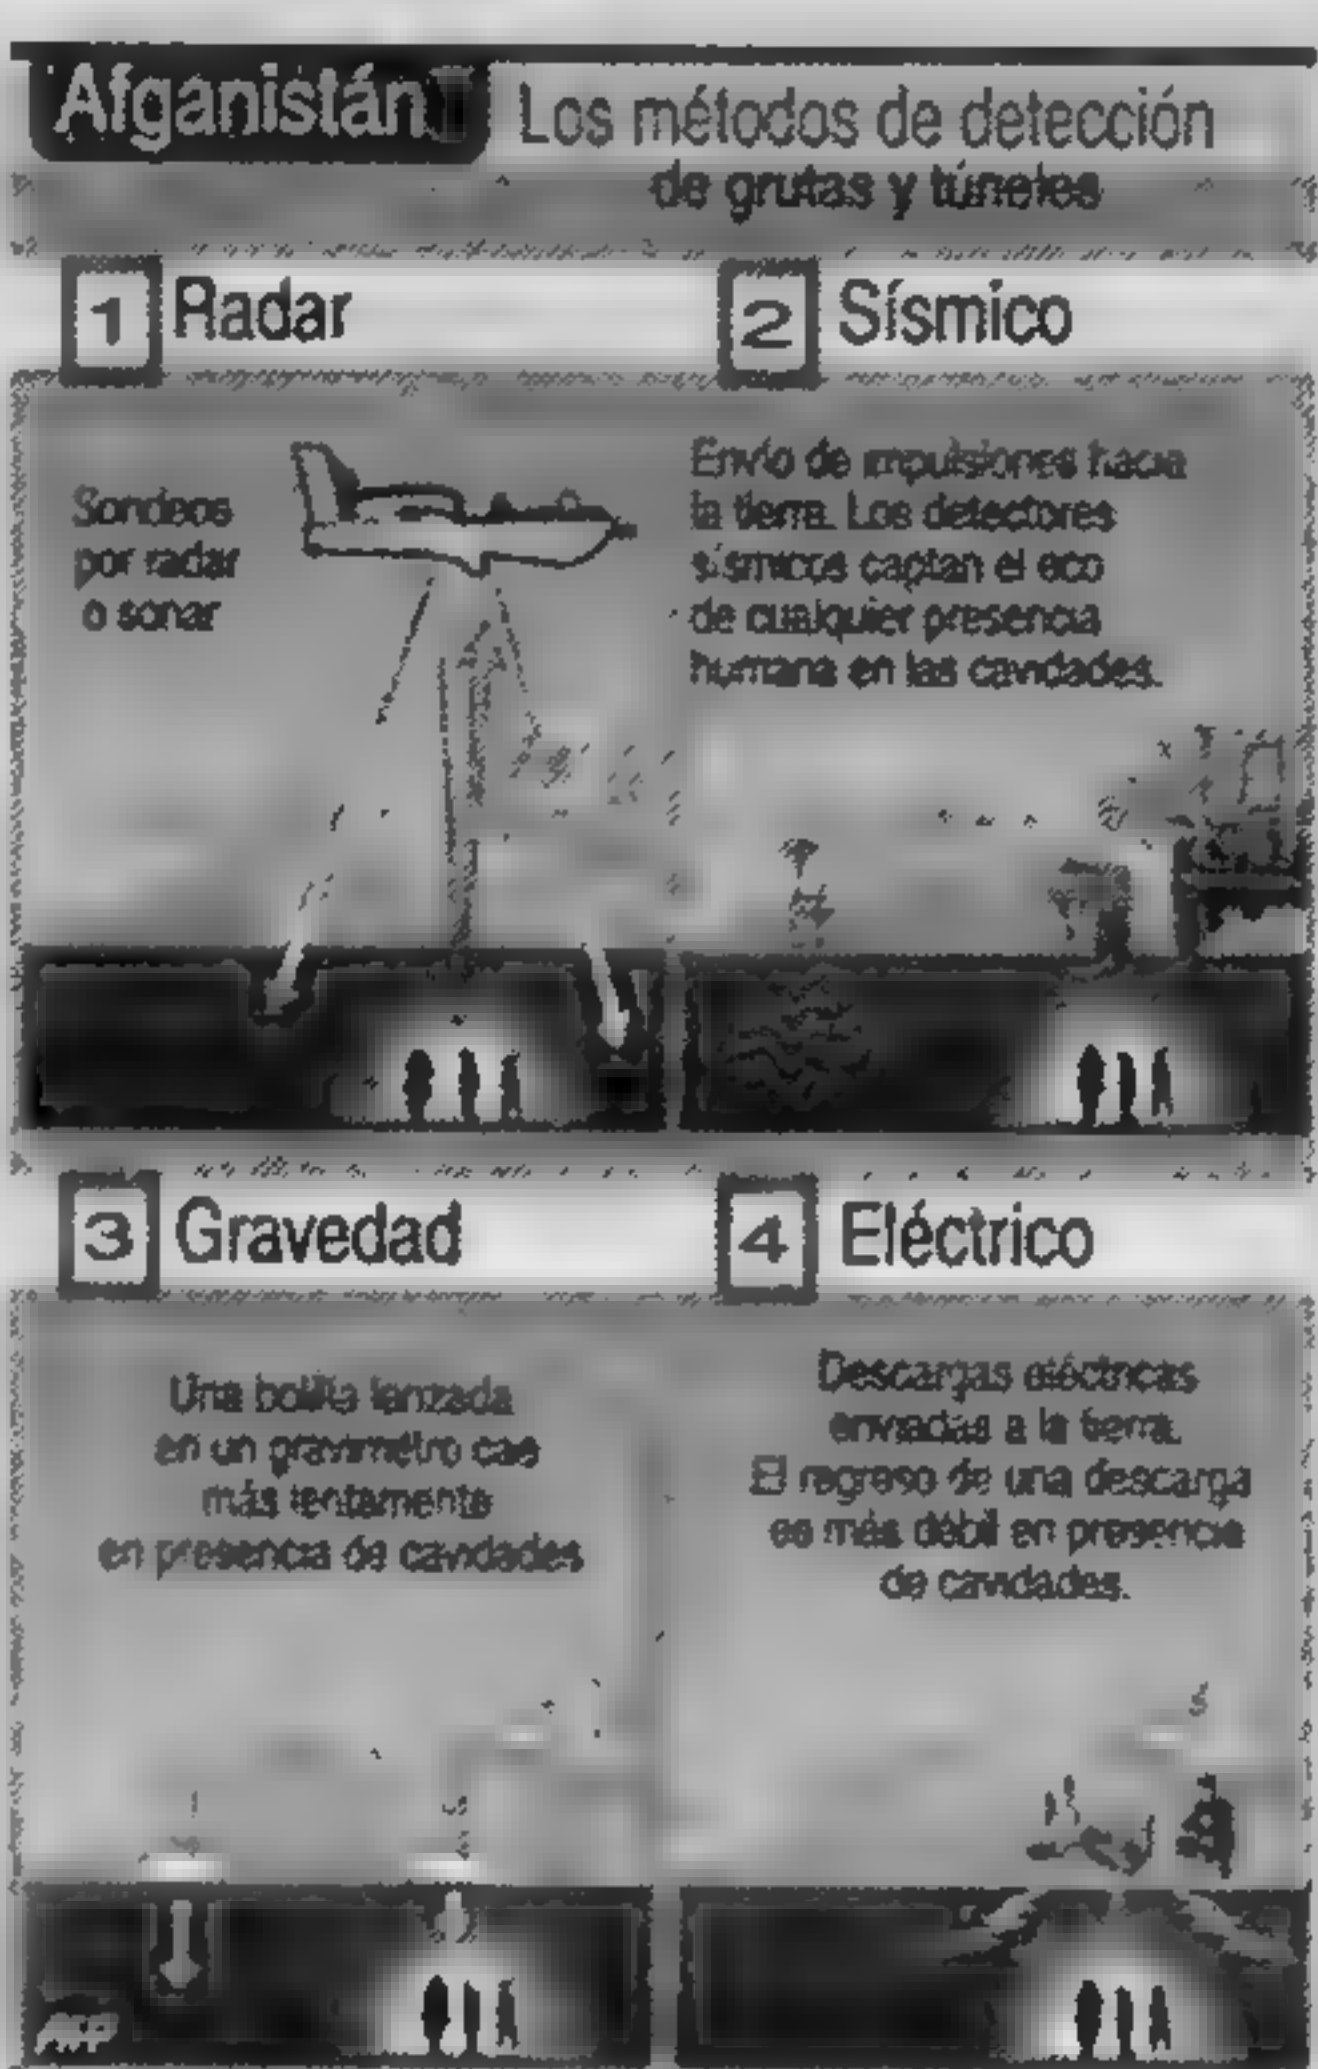 Afganistán
Los métodos de detección
de grutas y túneles
1 Radar
Sondeos
por radar
o sonar
2 Sísmico
Envío de impulsiones hacia
la tierra. Los detectores
sísmicos captan el eco
de cualquier presencia
humana en las cavidades.
3 Gravedad
Una bolita lanzada
en un gravimétro cae
más lentamente
en presencia de cavidades
4 Eléctrico
Descargas eléctricas
enviadas a la tierra.
El regreso de una descarga
es más débil en presencia
de cavidades.
AFP